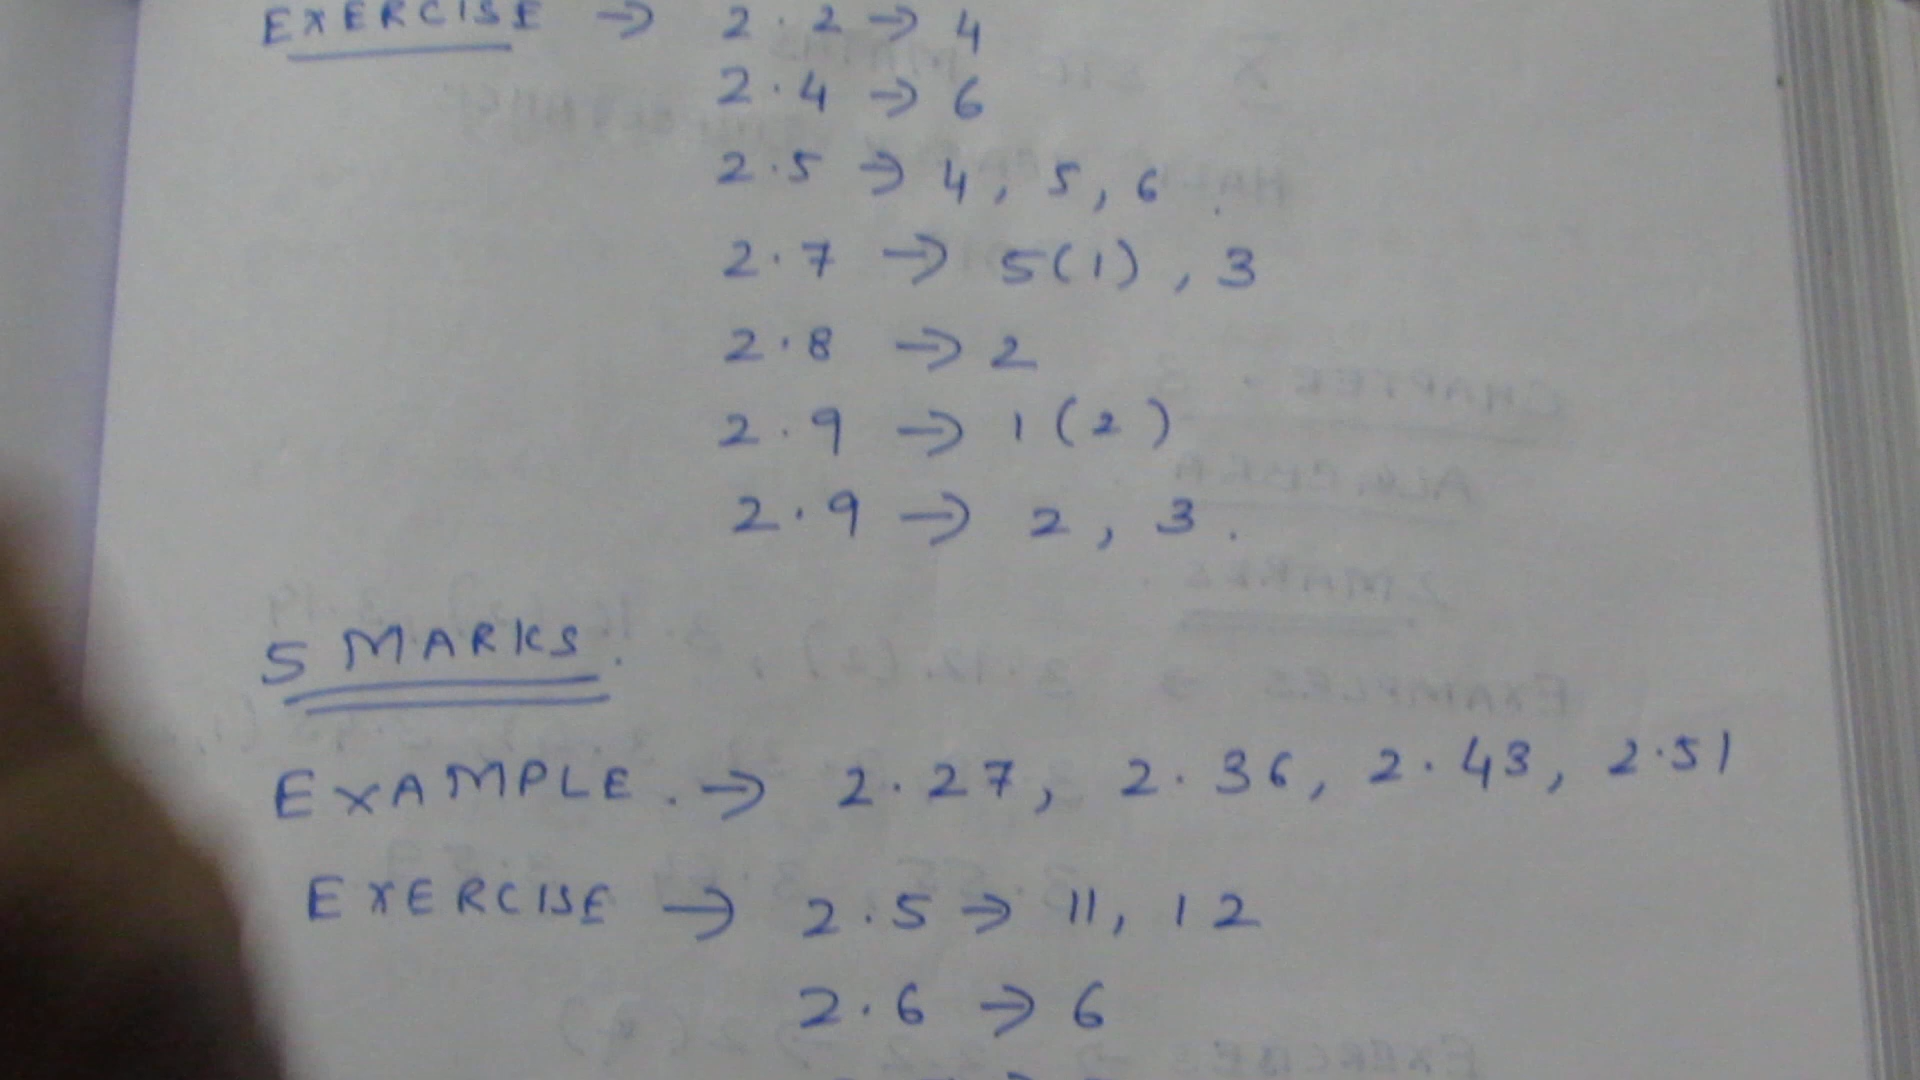 EXERCISE → 2.2 → 4
2.4 → 6
2.5 → 4, 5, 6.
2.7 → 5(1), 3
2.8 → 2
2.9 → 1(2)
2.9 → 2, 3.
5 MARKS.
EXAMPLE. → 2.27, 2.36, 2.43, 2.51
EXERCISE → 2.5 → 11, 12
2.6 → 6